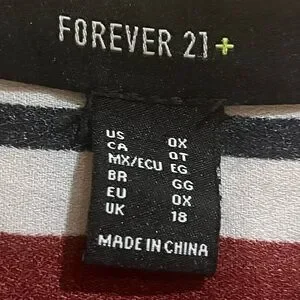 FOREVER 21+
US 0X
CA 0T
MX/ECU EG
BR GG
EU 0X
UK 18
MADE IN CHINA